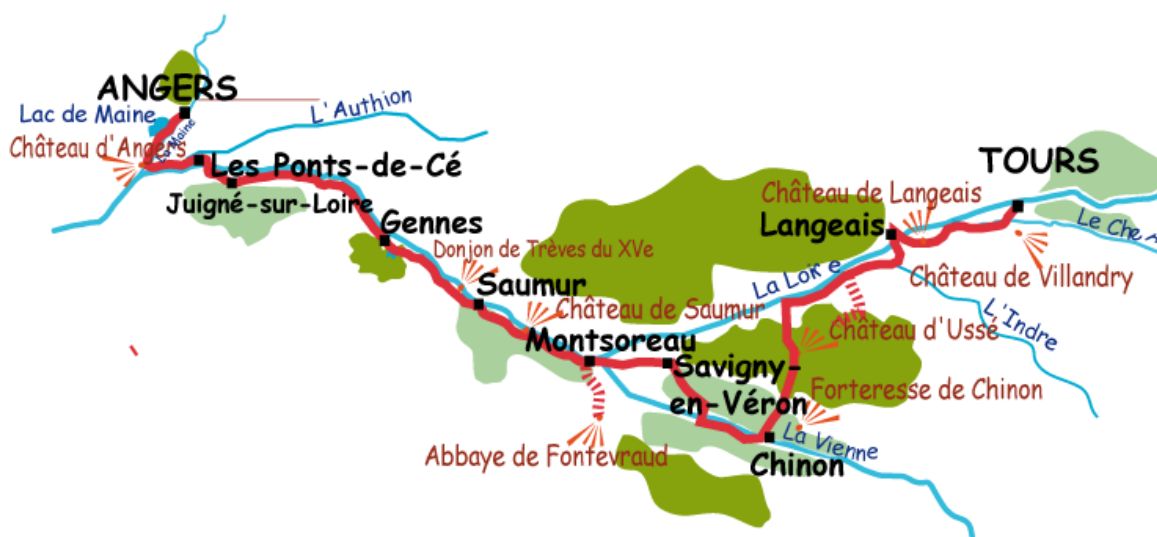 ANGERS
Lac de Maine
La Maine
L'Authion
Château d'Angers
Les Ponts-de-Cé
Juigné-sur-Loire
TOURS
Château de Langeais
Langeais
Le Che
Gennes
Donjon de Trèves du XVe
Château de Villandry
La Loire
Saumur
Château de Saumur
L'Indre
Château d'Ussé
Montsoreau
Savigny-
en-Véron
Forteresse de Chinon
La Vienne
Abbaye de Fontevraud
Chinon